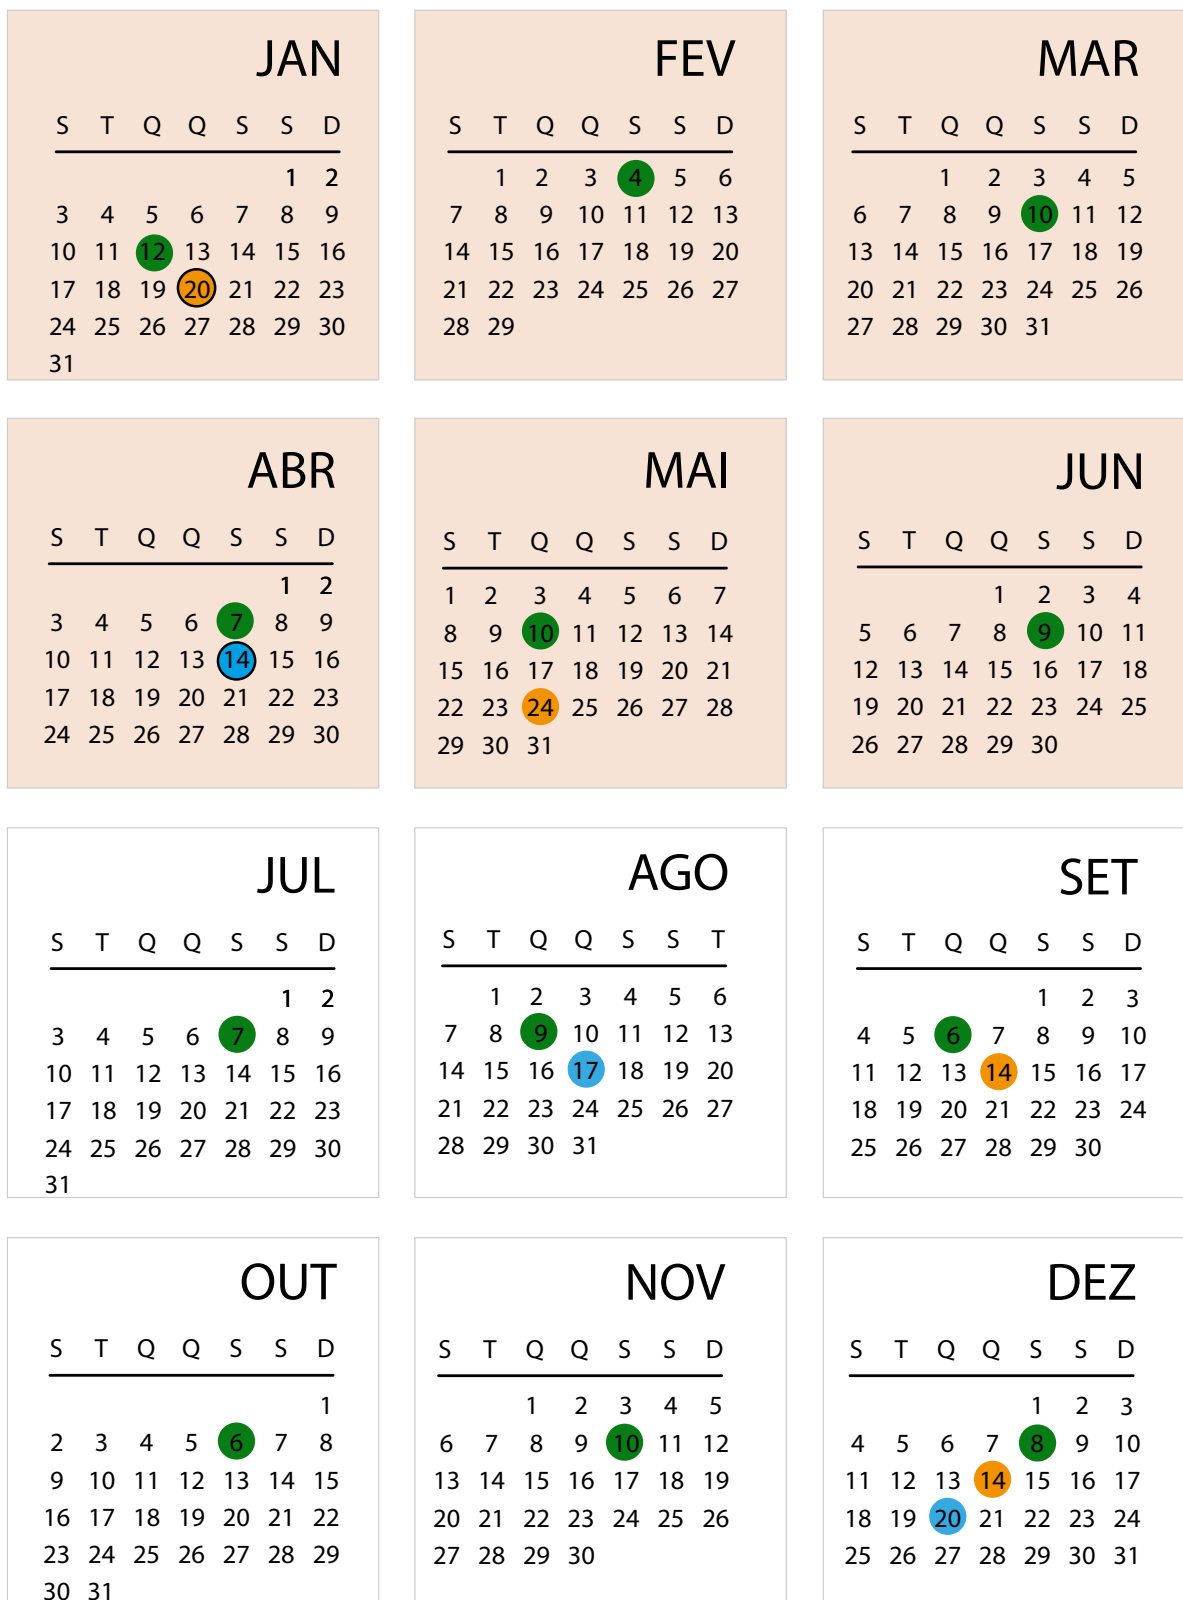 JAN
S T Q Q S S D
1 2
3 4 5 6 7 8 9
10 11 12 13 14 15 16
17 18 19 20 21 22 23
24 25 26 27 28 29 30
31
FEV
S T Q Q S S D
1 2 3 4 5 6
7 8 9 10 11 12 13
14 15 16 17 18 19 20
21 22 23 24 25 26 27
28 29
MAR
S T Q Q S S D
1 2 3 4 5
6 7 8 9 10 11 12
13 14 15 16 17 18 19
20 21 22 23 24 25 26
27 28 29 30 31
ABR
S T Q Q S S D
1 2
3 4 5 6 7 8 9
10 11 12 13 14 15 16
17 18 19 20 21 22 23
24 25 26 27 28 29 30
MAI
S T Q Q S S D
1 2 3 4 5 6 7
8 9 10 11 12 13 14
15 16 17 18 19 20 21
22 23 24 25 26 27 28
29 30 31
JUN
S T Q Q S S D
1 2 3 4
5 6 7 8 9 10 11
12 13 14 15 16 17 18
19 20 21 22 23 24 25
26 27 28 29 30
JUL
S T Q Q S S D
1 2
3 4 5 6 7 8 9
10 11 12 13 14 15 16
17 18 19 20 21 22 23
24 25 26 27 28 29 30
31
AGO
S T Q Q S S T
1 2 3 4 5 6
7 8 9 10 11 12 13
14 15 16 17 18 19 20
21 22 23 24 25 26 27
28 29 30 31
SET
S T Q Q S S D
1 2 3
4 5 6 7 8 9 10
11 12 13 14 15 16 17
18 19 20 21 22 23 24
25 26 27 28 29 30
OUT
S T Q Q S S D
1
2 3 4 5 6 7 8
9 10 11 12 13 14 15
16 17 18 19 20 21 22
23 24 25 26 27 28 29
30 31
NOV
S T Q Q S S D
1 2 3 4 5
6 7 8 9 10 11 12
13 14 15 16 17 18 19
20 21 22 23 24 25 26
27 28 29 30
DEZ
S T Q Q S S D
1 2 3
4 5 6 7 8 9 10
11 12 13 14 15 16 17
18 19 20 21 22 23 24
25 26 27 28 29 30 31